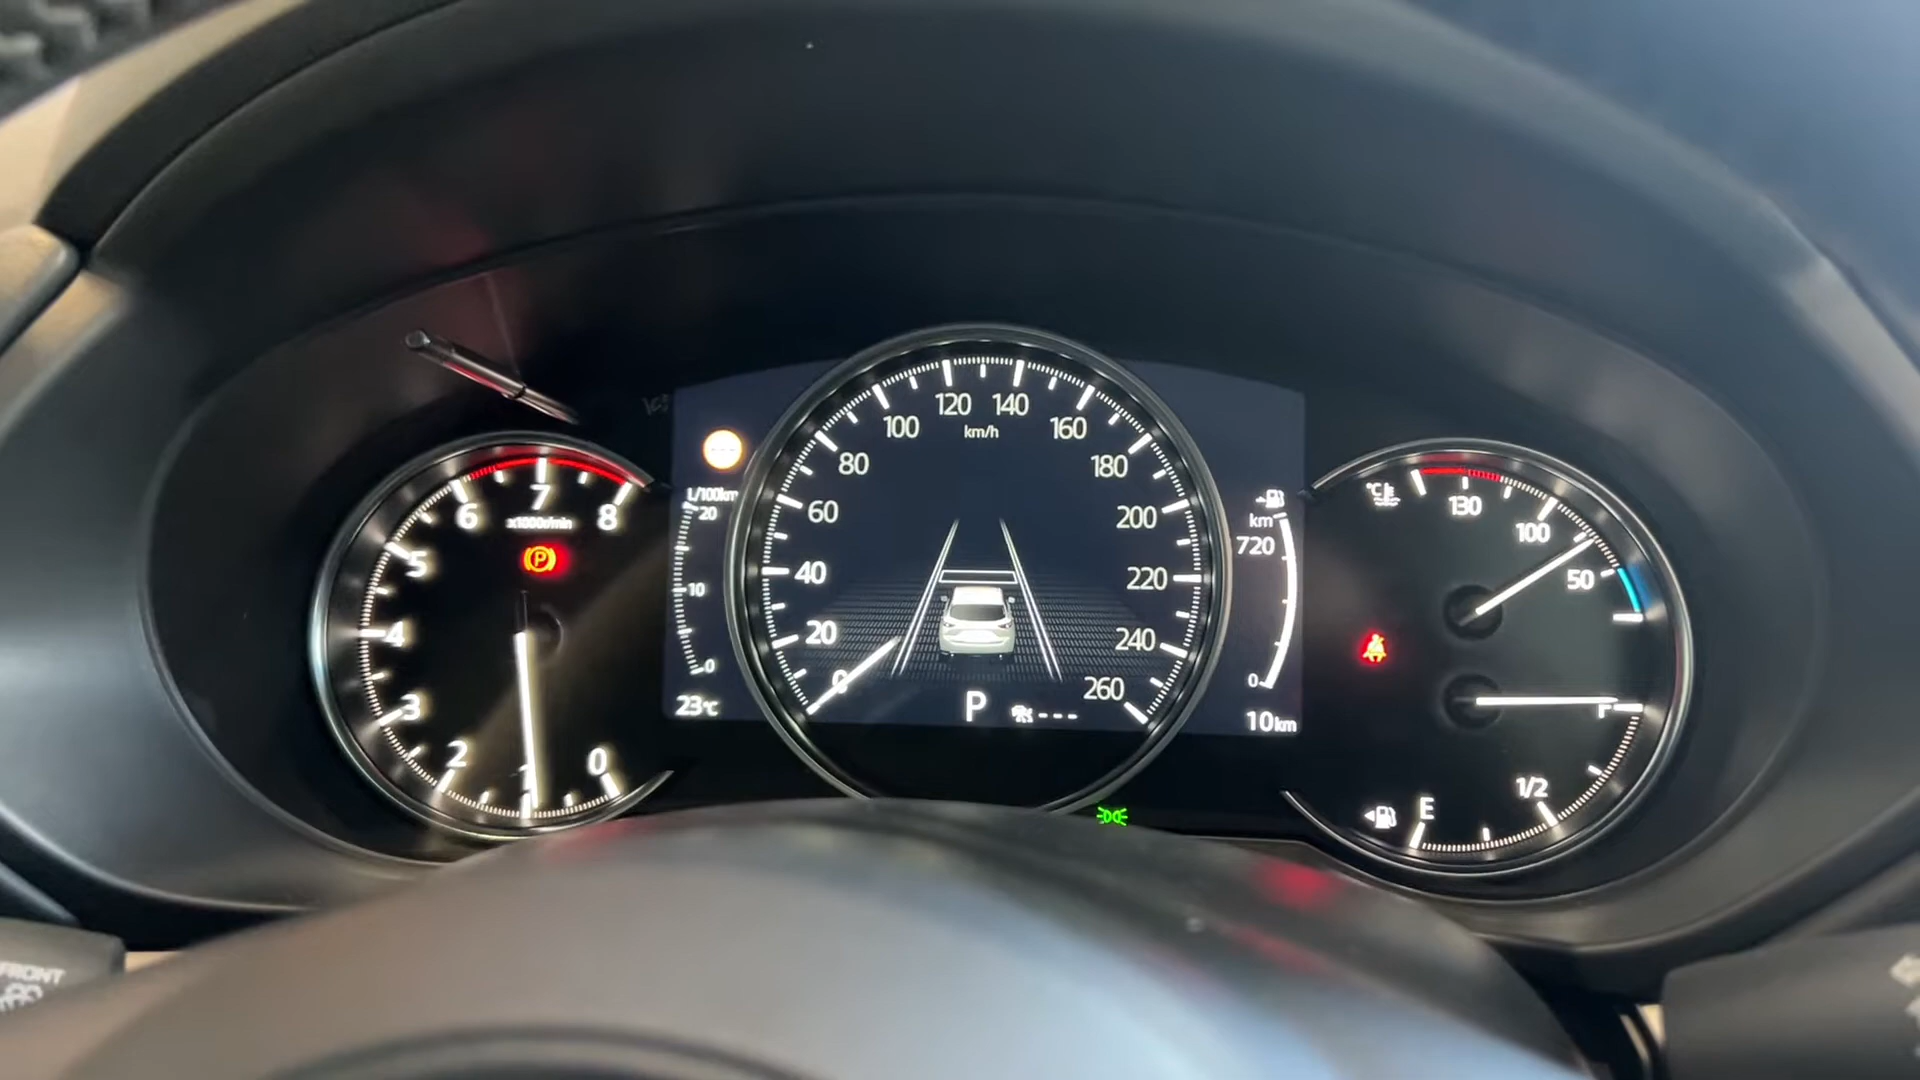 6 7 8
x1000r/min
5
4
3
2 1 0
P
L/100km
20
10
0
23℃
100 120 140 160
km/h
80 180
60 200
40 220
20 240
0 260
P ---
km
720
0
10km
℃
130
100
50
F
1/2
E
FRONT